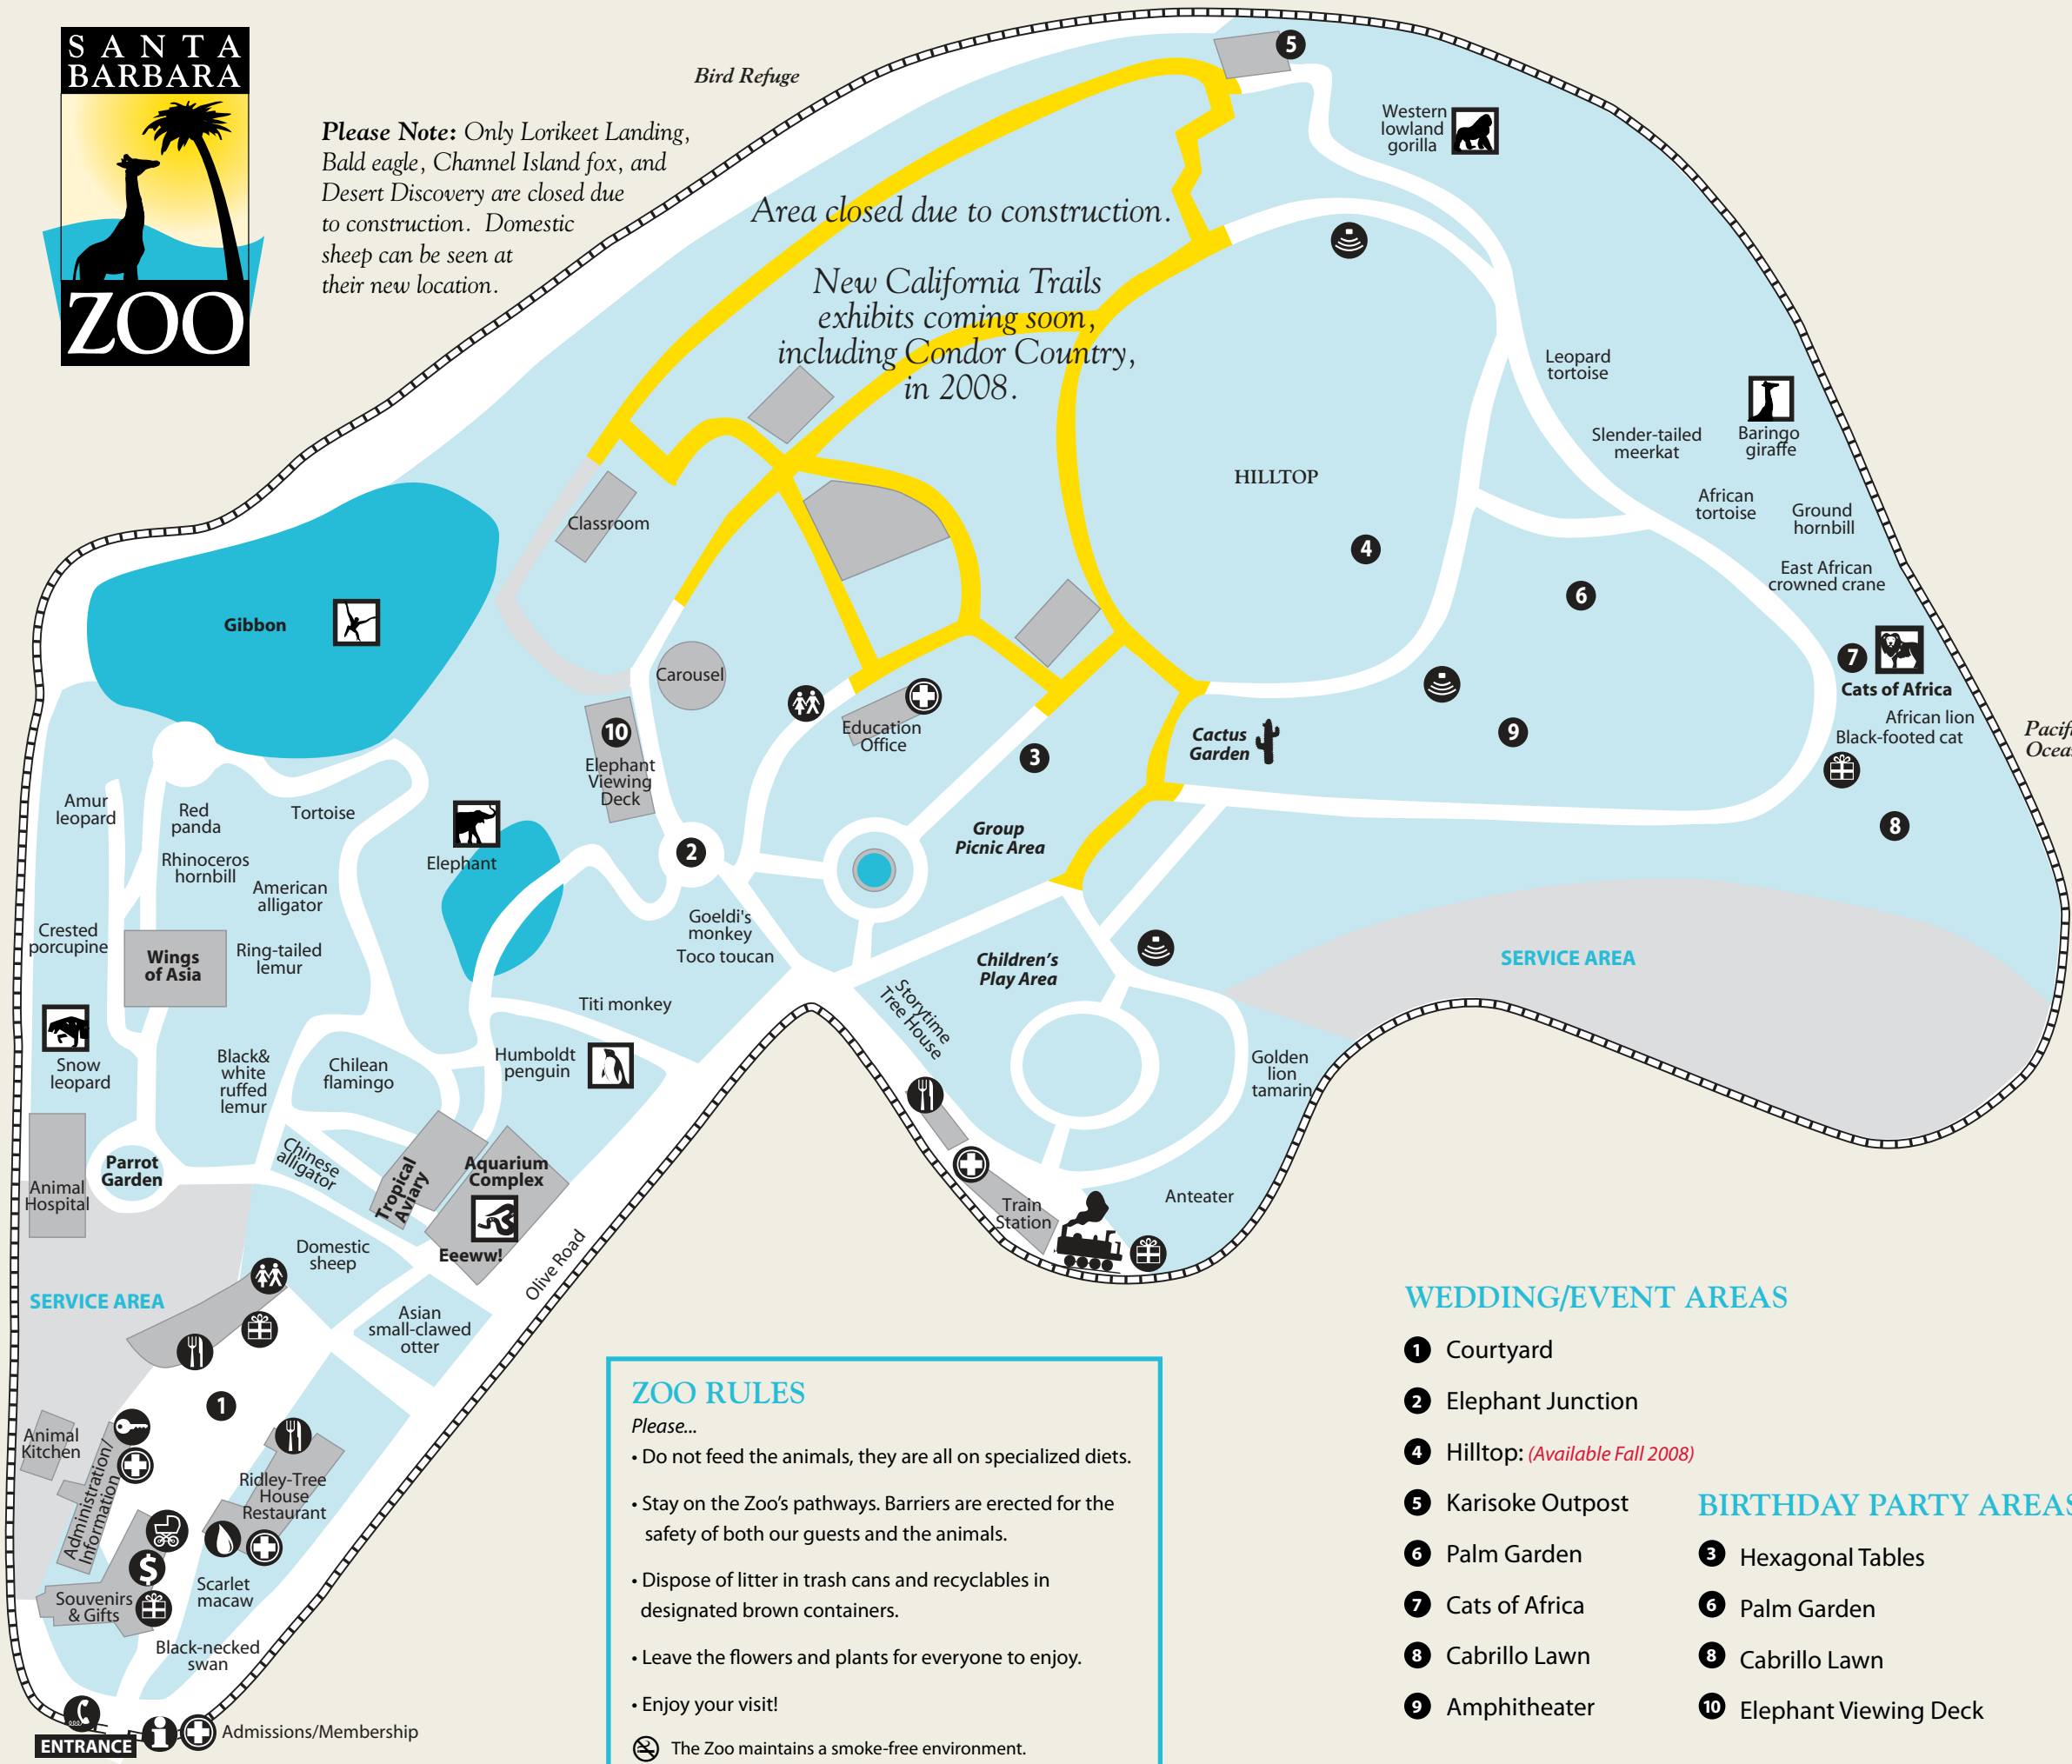 SANTA
BARBARA
ZOO
Please Note: Only Lorikeet Landing,
Bald eagle, Channel Island fox, and
Desert Discovery are closed due
to construction. Domestic
sheep can be seen at
their new location.
Bird Refuge
Area closed due to construction.
New California Trails
exhibits coming soon,
including Condor Country,
in 2008.
5
Western
lowland
gorilla
Leopard
tortoise
Slender-tailed
meerkat
Baringo
giraffe
HILLTOP
African
tortoise
Ground
hornbill
4
East African
crowned crane
6
7
Cats of Africa
African lion
Black-footed cat
Pacif
Ocea
8
9
Cactus
Garden
Classroom
Gibbon
Carousel
10
Elephant
Viewing
Deck
Education
Office
3
Group
Picnic Area
2
Amur
leopard
Red
panda
Tortoise
Rhinoceros
hornbill
American
alligator
Elephant
Crested
porcupine
Wings
of Asia
Ring-tailed
lemur
Goeldi's
monkey
Toco toucan
Titi monkey
Children's
Play Area
Storytime
Tree House
SERVICE AREA
Snow
leopard
Black&
white
ruffed
lemur
Chilean
flamingo
Humboldt
penguin
Golden
lion
tamarin
Animal
Hospital
Parrot
Garden
Chinese
alligator
Tropical
Aviary
Aquarium
Complex
Eeeww!
Train
Station
Anteater
Olive Road
Domestic
sheep
SERVICE AREA
Asian
small-clawed
otter
1
Animal
Kitchen
Administration/
Information
Ridley-Tree
House
Restaurant
$
Souvenirs
& Gifts
Scarlet
macaw
Black-necked
swan
ENTRANCE
i
Admissions/Membership
ZOO RULES
Please...
• Do not feed the animals, they are all on specialized diets.
• Stay on the Zoo's pathways. Barriers are erected for the
safety of both our guests and the animals.
• Dispose of litter in trash cans and recyclables in
designated brown containers.
• Leave the flowers and plants for everyone to enjoy.
• Enjoy your visit!
The Zoo maintains a smoke-free environment.
WEDDING/EVENT AREAS
1 Courtyard
2 Elephant Junction
4 Hilltop: (Available Fall 2008)
5 Karisoke Outpost
6 Palm Garden
7 Cats of Africa
8 Cabrillo Lawn
9 Amphitheater
BIRTHDAY PARTY AREAS
3 Hexagonal Tables
6 Palm Garden
8 Cabrillo Lawn
10 Elephant Viewing Deck